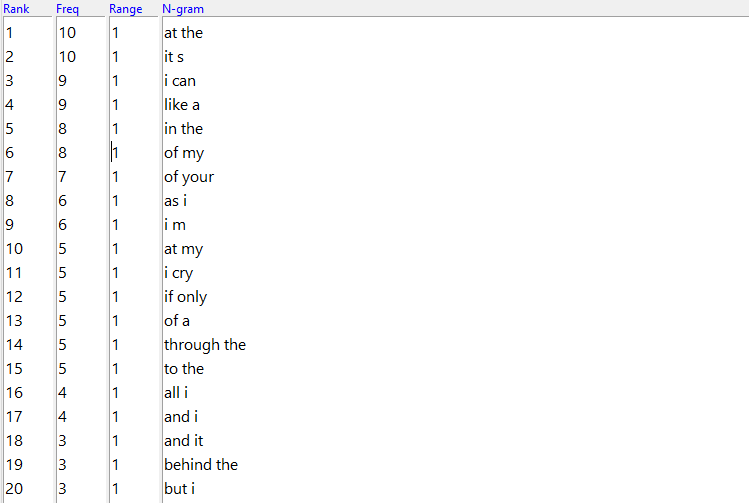 Rank Freq Range N-gram
1 10 1 at the
2 10 1 it s
3 9 1 i can
4 9 1 like a
5 8 1 in the
6 8 1 of my
7 7 1 of your
8 6 1 as i
9 6 1 i m
10 5 1 at my
11 5 1 i cry
12 5 1 if only
13 5 1 of a
14 5 1 through the
15 5 1 to the
16 4 1 all i
17 4 1 and i
18 3 1 and it
19 3 1 behind the
20 3 1 but i